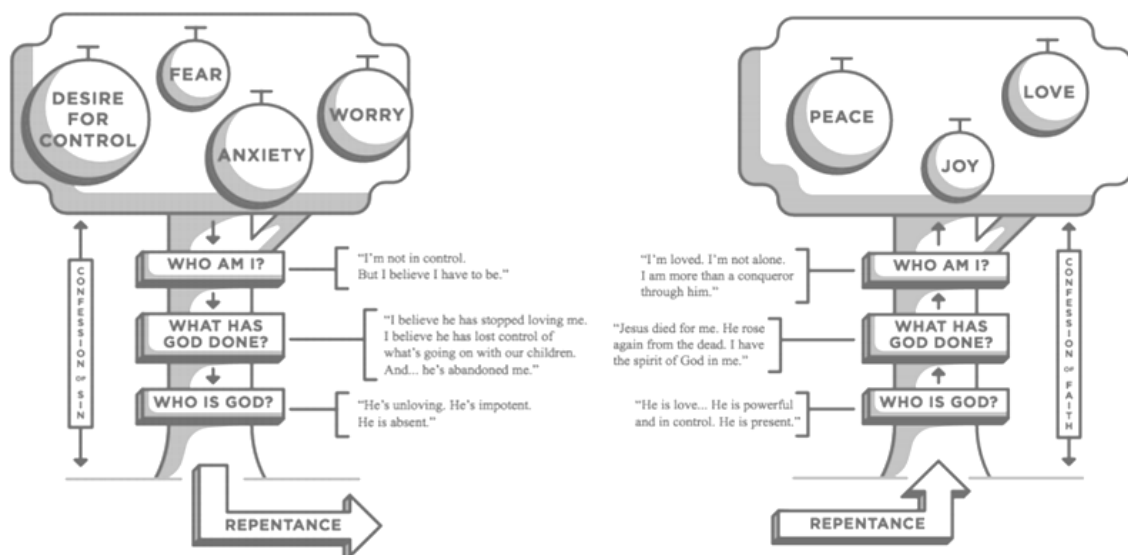 DESIRE
FOR
CONTROL
FEAR
ANXIETY
WORRY
CONFESSION OF SIN
WHO AM I?
"I'm not in control.
But I believe I have to be."
WHAT HAS
GOD DONE?
"I believe he has stopped loving me.
I believe he has lost control of
what's going on with our children.
And... he's abandoned me."
WHO IS GOD?
"He's unloving. He's impotent.
He is absent."
REPENTANCE
PEACE
JOY
LOVE
"I'm loved. I'm not alone.
I am more than a conqueror
through him."
WHO AM I?
"Jesus died for me. He rose
again from the dead. I have
the spirit of God in me."
WHAT HAS
GOD DONE?
"He is love... He is powerful
and in control. He is present."
WHO IS GOD?
CONFESSION OF FAITH
REPENTANCE